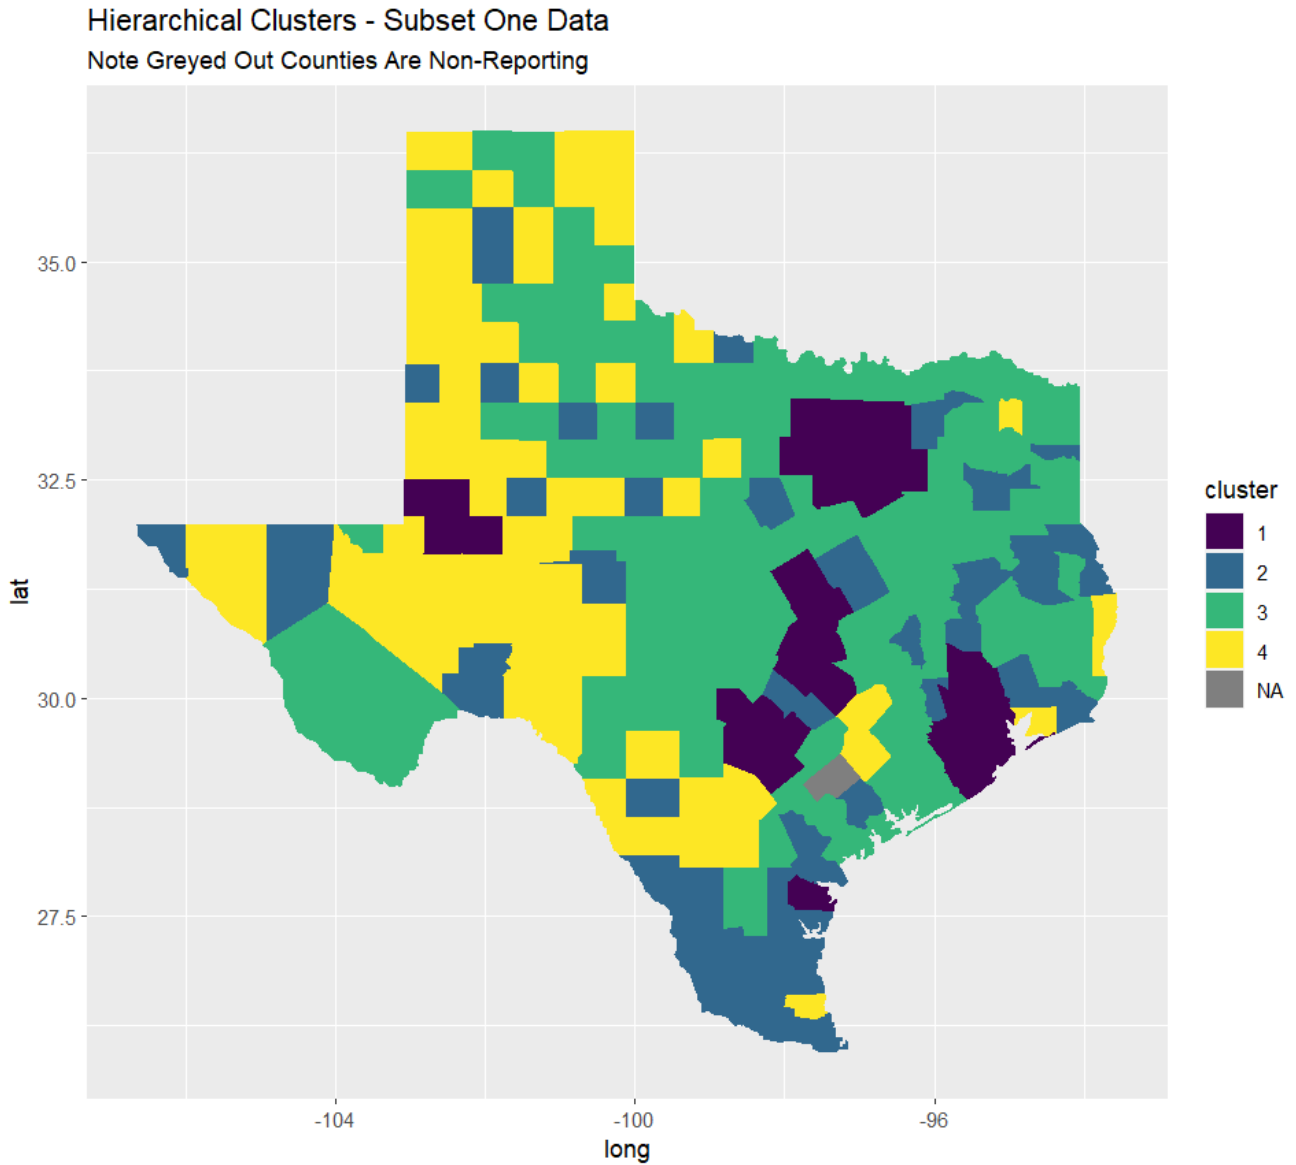 Hierarchical Clusters - Subset One Data
Note Greyed Out Counties Are Non-Reporting
35.0
32.5
30.0
27.5
lat
-104
-100
-96
long
cluster
1
2
3
4
NA